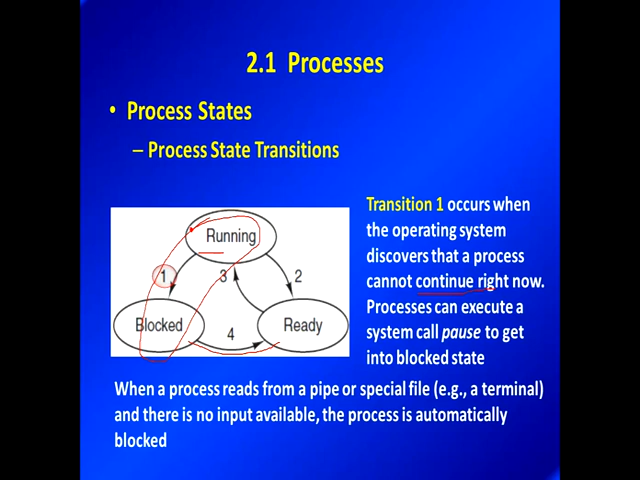 2.1 Processes
• Process States
– Process State Transitions
Running
1
3
2
Blocked
4
Ready
Transition 1 occurs when
the operating system
discovers that a process
cannot continue right now.
Processes can execute a
system call pause to get
into blocked state
When a process reads from a pipe or special file (e.g., a terminal)
and there is no input available, the process is automatically
blocked